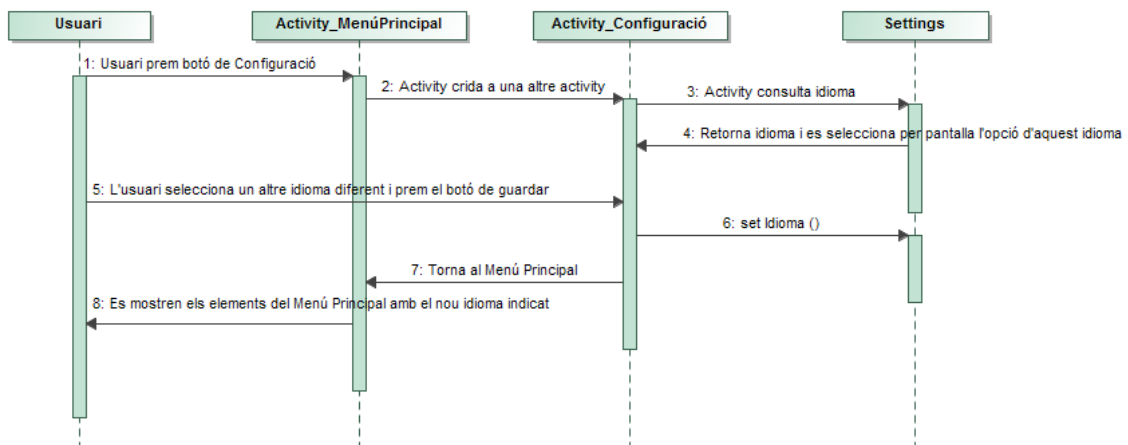 Usuari
Activity_MenúPrincipal
Activity_Configuració
Settings
1: Usuari prem botó de Configuració
2: Activity crida a una altre activity
3: Activity consulta idioma
4: Retorna idioma i es selecciona per pantalla l'opció d'aquest idioma
5: L'usuari selecciona un altre idioma diferent i prem el botó de guardar
6: set Idioma ()
7: Torna al Menú Principal
8: Es mostren els elements del Menú Principal amb el nou idioma indicat